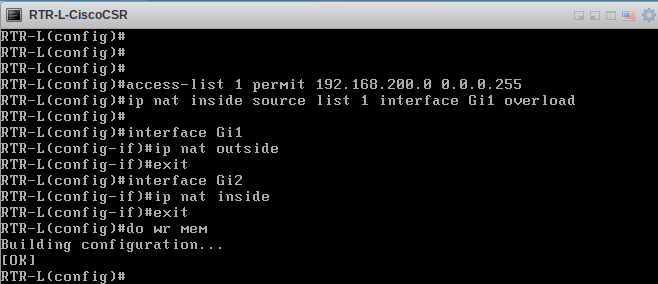 RTR-L-CiscoCSR
RTR-L(config)#
RTR-L(config)#
RTR-L(config)#
RTR-L(config)#access-list 1 permit 192.168.200.0 0.0.0.255
RTR-L(config)#ip nat inside source list 1 interface Gi1 overload
RTR-L(config)#
RTR-L(config)#interface Gi1
RTR-L(config-if)#ip nat outside
RTR-L(config-if)#exit
RTR-L(config)#interface Gi2
RTR-L(config-if)#ip nat inside
RTR-L(config-if)#exit
RTR-L(config)#do wr mem
Building configuration...
[OK]
RTR-L(config)#